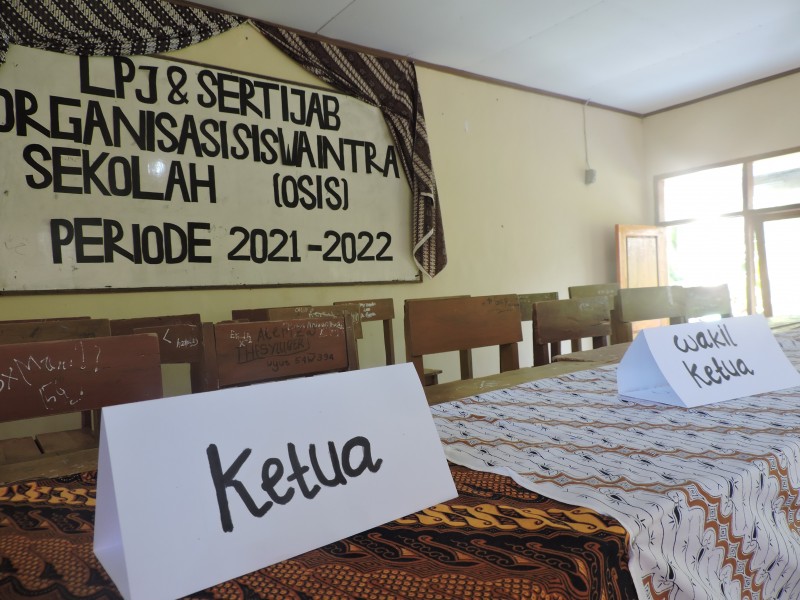 LPJ & SERTIJAB
ORGANISASI SISWA INTRA
SEKOLAH (OSIS)
PERIODE 2021-2022
Ketua
wakil
Ketua